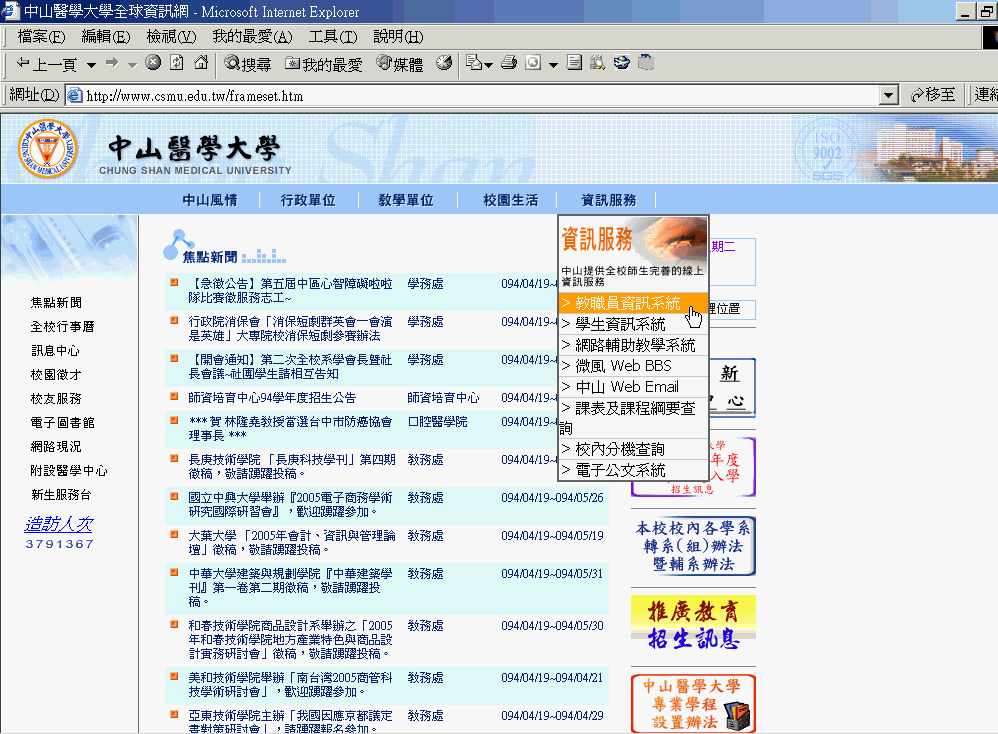 中山醫學大學全球資訊網 - Microsoft Internet Explorer
檔案(F) 編輯(E) 檢視(V) 我的最愛(A) 工具(T) 說明(H)
上一頁 搜尋 我的最愛 媒體
網址(D) http://www.csmu.edu.tw/frameset.htm 移至 連結
中山醫學大學
CHUNG SHAN MEDICAL UNIVERSITY
Shan
ISO
9002
SGS
中山風情 行政單位 教學單位 校園生活 資訊服務
焦點新聞
全校行事曆
訊息中心
校園徵才
校友服務
電子圖書館
網路現況
附設醫學中心
新生服務台
造訪人次
3791367
焦點新聞
【急徵公告】第五屆中區心智障礙啦啦 學務處 094/04/19~
隊比賽徵服務志工~
行政院消保會「消保短劇群英會一會演 學務處 094/04/19~
是英雄」大專院校消保短劇參賽辦法
【開會通知】第二次全校系學會長暨社 學務處 094/04/19~
長會議~社團學生請相互告知
師資培育中心94學年度招生公告 師資培育中心 094/04/19~
*** 賀 林隆堯教授當選台中市防癌協會 口腔醫學院 094/04/19~
理事長 ***
長庚技術學院 「長庚科技學刊」第四期 教務處 094/04/19~
徵稿，敬請踴躍投稿。
國立中興大學舉辦『2005電子商務學術 教務處 094/04/19~094/05/26
研究國際研習會』，歡迎踴躍參加。
大葉大學 「2005年會計、資訊與管理論 教務處 094/04/19~094/05/19
壇」徵稿，敬請踴躍投稿。
中華大學建築與規劃學院『中華建築學 教務處 094/04/19~094/05/31
刊』第一卷第二期徵稿，敬請踴躍投
稿。
和春技術學院商品設計系舉辦之「2005 教務處 094/04/19~094/05/30
年和春技術學院地方產業特色與商品設
計實務研討會」徵稿，敬請踴躍投稿。
美和技術學院舉辦「南台灣2005商管科 教務處 094/04/19~094/04/21
技學術研討會」，歡迎踴躍參加。
亞東技術學院主辦「我國因應京都議定 教務處 094/04/19~094/04/29
書對策研討會」，請踴躍報名參加。
資訊服務
中山提供全校師生完善的線上
資訊服務
> 教職員資訊系統
> 學生資訊系統
> 網路輔助教學系統
> 微風 Web BBS
> 中山 Web Email
> 課表及課程綱要查
詢
> 校內分機查詢
> 電子公文系統
期二
位置
新
中 心
大學
年度
入學
招生訊息
本校校內各學系
轉系(組)辦法
暨輔系辦法
推廣教育
招生訊息
中山醫學大學
專業學程
設置辦法